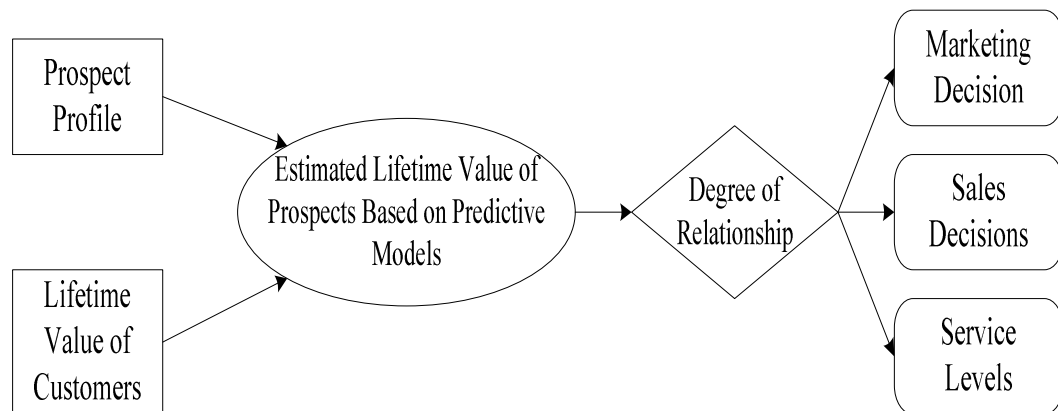 Prospect
Profile
Lifetime
Value of
Customers
Estimated Lifetime Value of
Prospects Based on Predictive
Models
Degree of
Relationship
Marketing
Decision
Sales
Decisions
Service
Levels